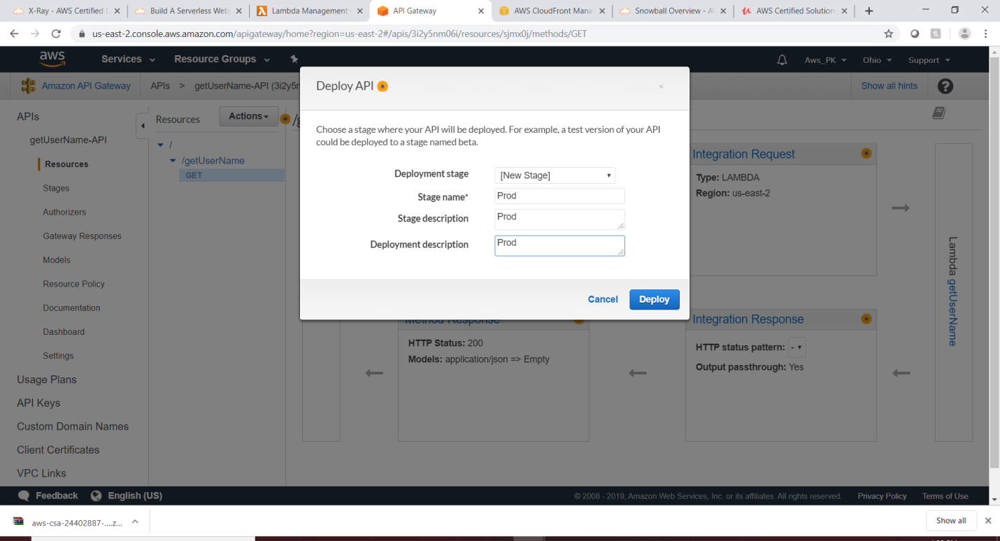 X-Ray - AWS Certified D
Build A Serverless Webp
Lambda Management
API Gateway
AWS CloudFront Mana
Snowball Overview - A
AWS Certified Solution
us-east-2.console.aws.amazon.com/apigateway/home?region=us-east-2#/apis/3i2y5nm06i/resources/sjmx0j/methods/GET
aws
Services
Resource Groups
Aws_PK
Ohio
Support
Amazon API Gateway
APIs > getUserName-API (3i2y5n
Show all hints
Deploy API
Choose a stage where your API will be deployed. For example, a test version of your API
could be deployed to a stage named beta.
Deployment stage [New Stage]
Stage name* Prod
Stage description Prod
Deployment description Prod
Cancel Deploy
APIs
getUserName-API
Resources
Stages
Authorizers
Gateway Responses
Models
Resource Policy
Documentation
Dashboard
Settings
Usage Plans
API Keys
Custom Domain Names
Client Certificates
VPC Links
Resources
Actions
/
/getUserName
GET
/g
Integration Request
Type: LAMBDA
Region: us-east-2
Lambda getUserName
Method Response
HTTP Status: 200
Models: application/json => Empty
Integration Response
HTTP status pattern: -
Output passthrough: Yes
Feedback
English (US)
© 2008 - 2019, Amazon Web Services, Inc. or its affiliates. All rights reserved.
Privacy Policy
Terms of Use
aws-csa-24402887-....z...
Show all